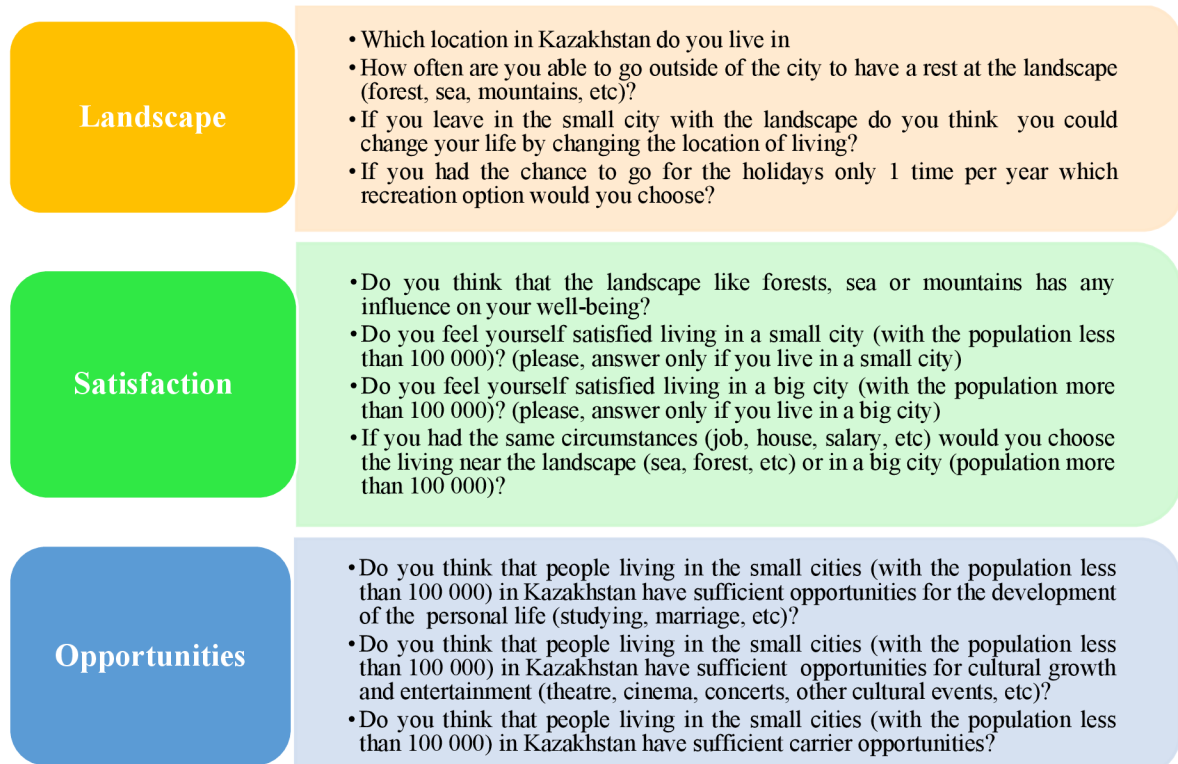 Landscape
• Which location in Kazakhstan do you live in
• How often are you able to go outside of the city to have a rest at the landscape
(forest, sea, mountains, etc)?
• If you leave in the small city with the landscape do you think you could
change your life by changing the location of living?
• If you had the chance to go for the holidays only 1 time per year which
recreation option would you choose?
Satisfaction
• Do you think that the landscape like forests, sea or mountains has any
influence on your well-being?
• Do you feel yourself satisfied living in a small city (with the population less
than 100 000)? (please, answer only if you live in a small city)
• Do you feel yourself satisfied living in a big city (with the population more
than 100 000)? (please, answer only if you live in a big city)
• If you had the same circumstances (job, house, salary, etc) would you choose
the living near the landscape (sea, forest, etc) or in a big city (population more
than 100 000)?
Opportunities
• Do you think that people living in the small cities (with the population less
than 100 000) in Kazakhstan have sufficient opportunities for the development
of the personal life (studying, marriage, etc)?
• Do you think that people living in the small cities (with the population less
than 100 000) in Kazakhstan have sufficient opportunities for cultural growth
and entertainment (theatre, cinema, concerts, other cultural events, etc)?
• Do you think that people living in the small cities (with the population less
than 100 000) in Kazakhstan have sufficient carrier opportunities?